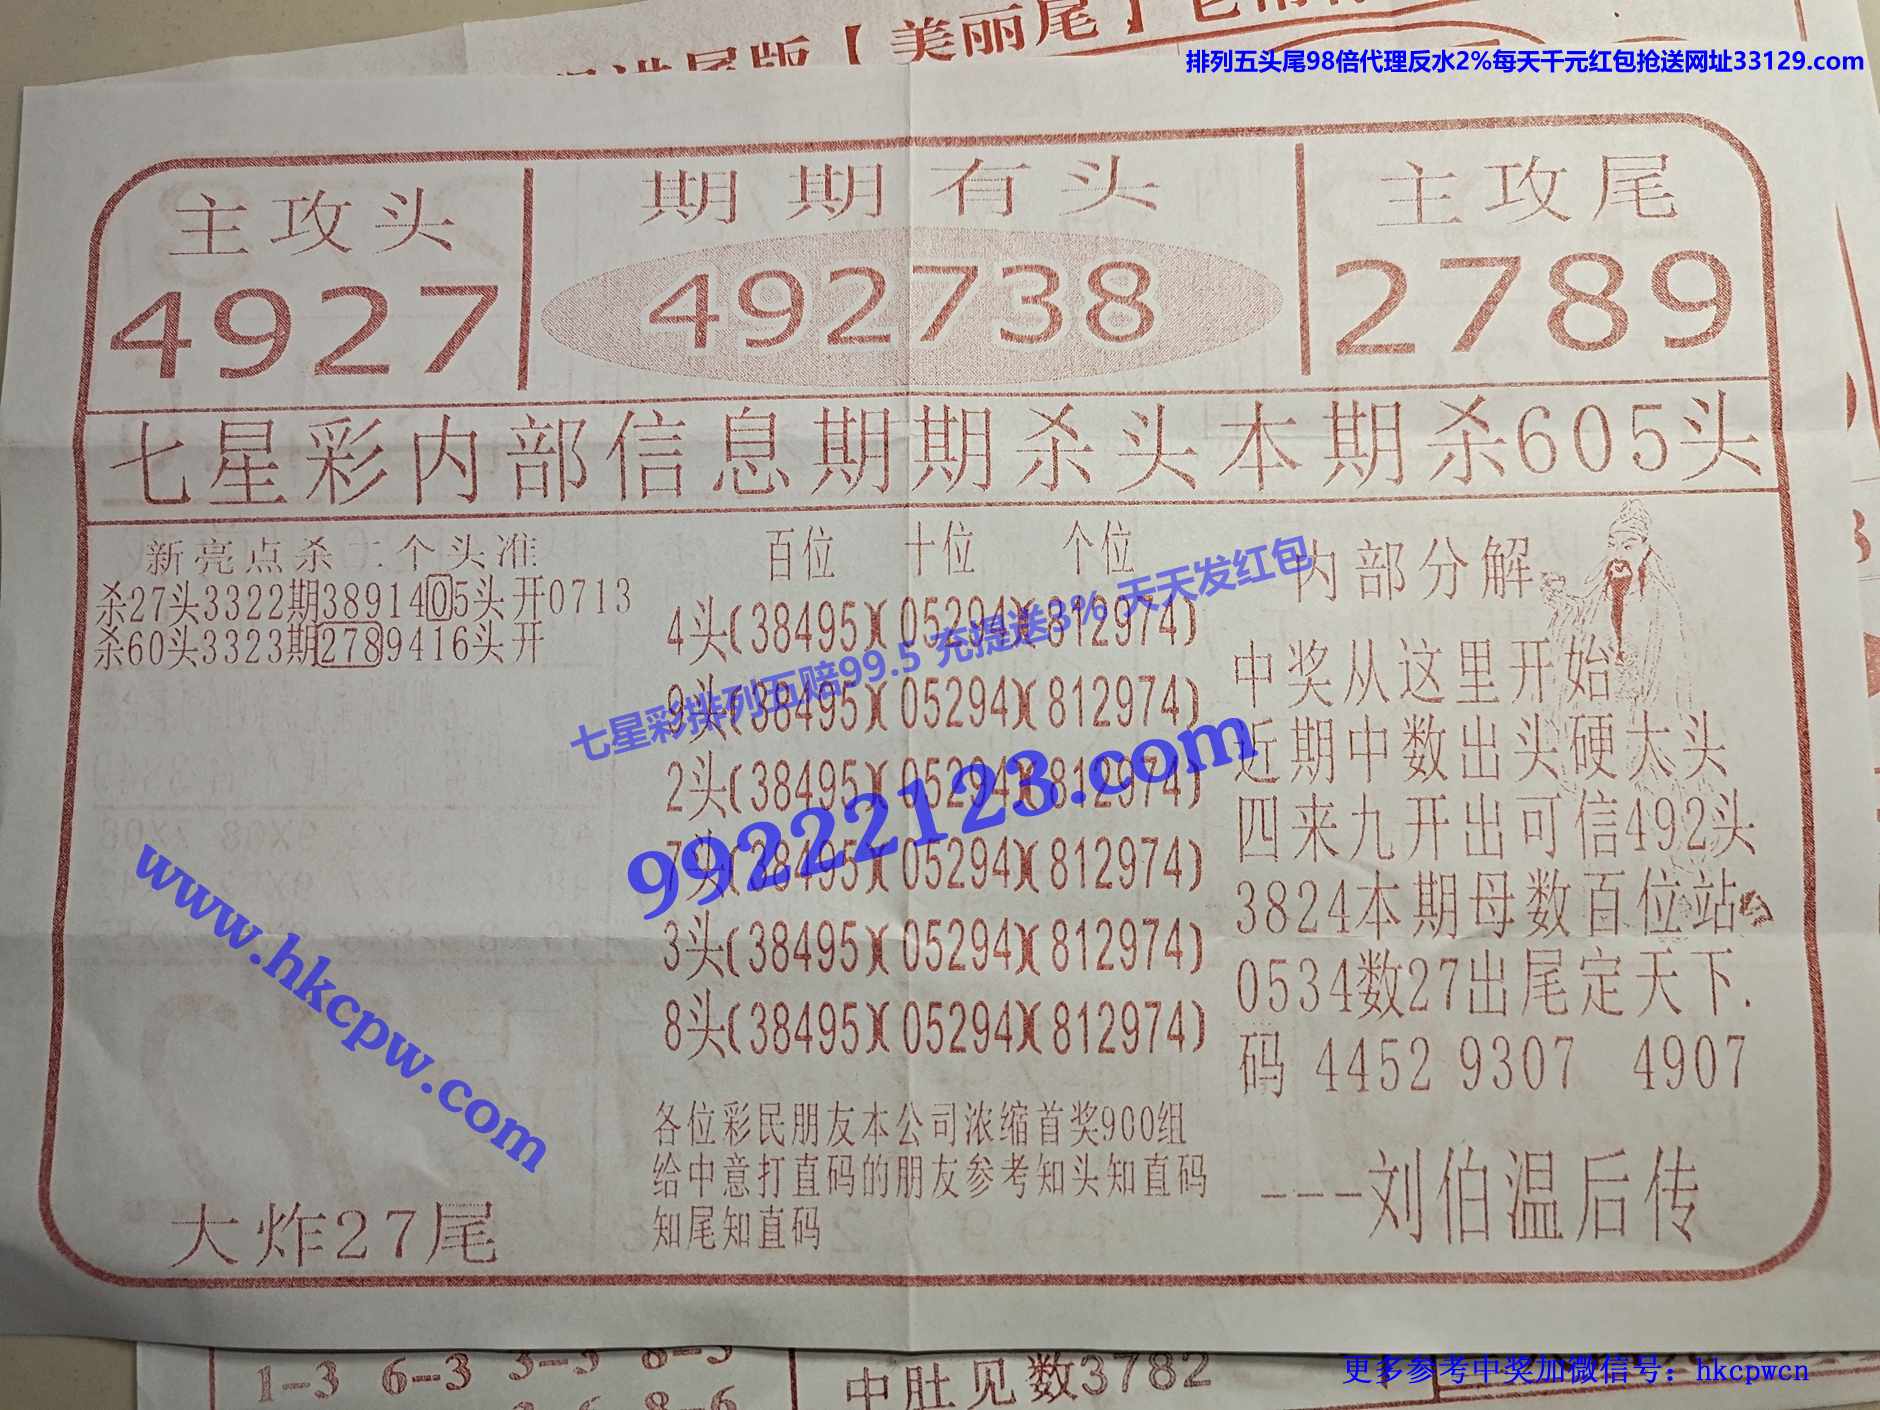 版【美丽尾】
排列五头尾98倍代理反水2%每天千元红包抢送网址33129.com
主攻头
4927
期期有头
492738
主攻尾
2789
七星彩内部信息期期杀头本期杀605头
新亮点杀二个头准
杀27头3322期3891405头开0713
杀60头3323期2789416头开
大炸27尾
百位 十位 个位
4头(38495)(05294)(812974)
9头(38495)(05294)(812974)
2头(38495)(05294)(812974)
7头(38495)(05294)(812974)
3头(38495)(05294)(812974)
8头(38495)(05294)(812974)
各位彩民朋友本公司浓缩首奖900组
给中意打直码的朋友参考知头知直码
知尾知直码
内部分解
中奖从这里开始
近期中数出头硬太头
四来九开出可信492头
3824本期母数百位站
0534数27出尾定天下.
码 4452 9307 4907
---刘伯温后传
七星彩排列五赔99.5 充提送3% 天天发红包
99222123.com
www.hkcpw.com
1--3 6--3 3--3 8--3
8--6
中肚见数3782
更多参考中奖加微信号：hkcpwcn